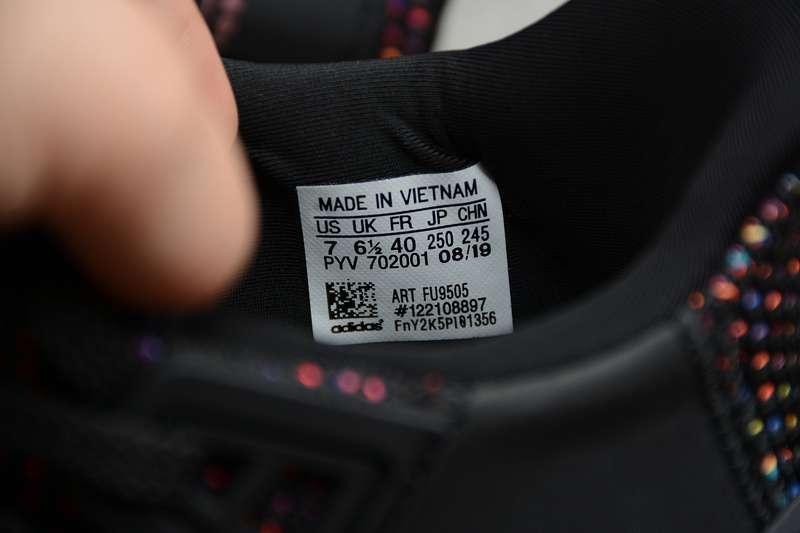 MADE IN VIETNAM
US UK FR JP CHN
7 6½ 40 250 245
PYV 702001 08/19
ART FU9505
#122108897
adidas FnY2K5Pl01356